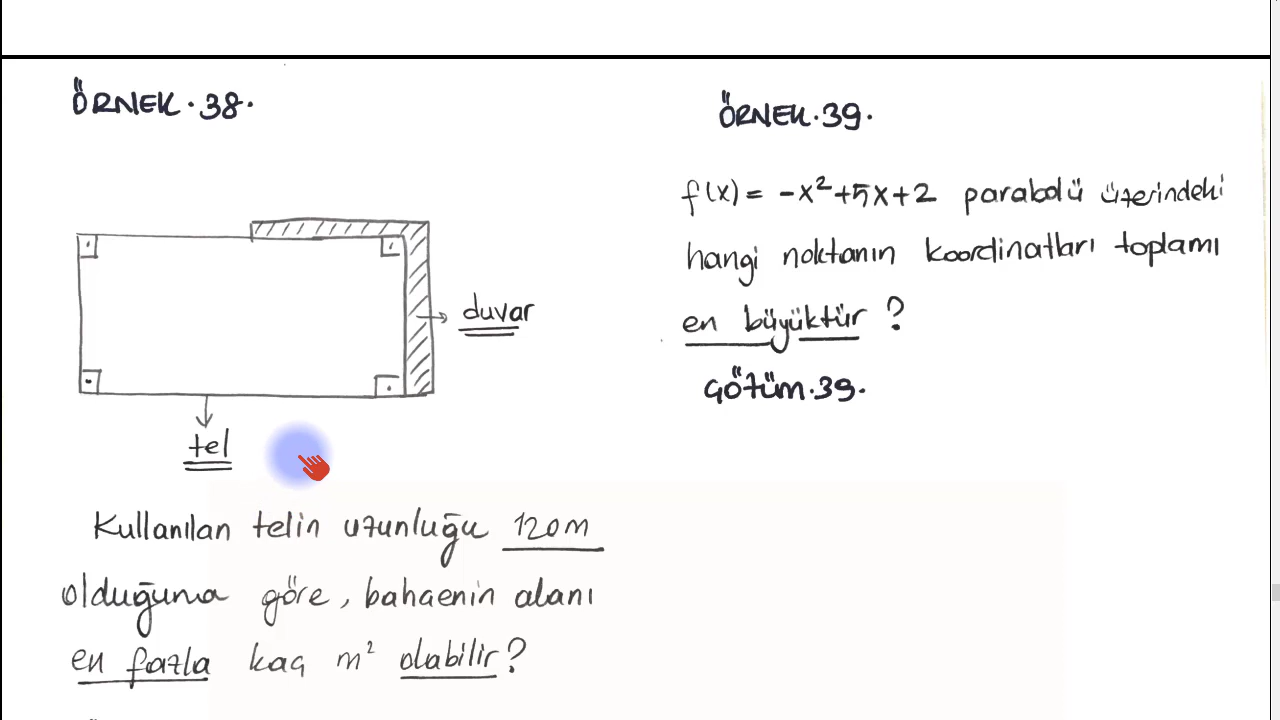 ÖRNEK.38.
duvar
tel
Kullanılan telin uzunluğu 120m
olduğuna göre, bahçenin alanı
en fazla kaç m² olabilir?
ÖRNEK.39.
f(x) = -x²+5x+2 parabolü üzerindeki
hangi noktanın koordinatları toplamı
en büyüktür ?
ÇÖZÜM.39.